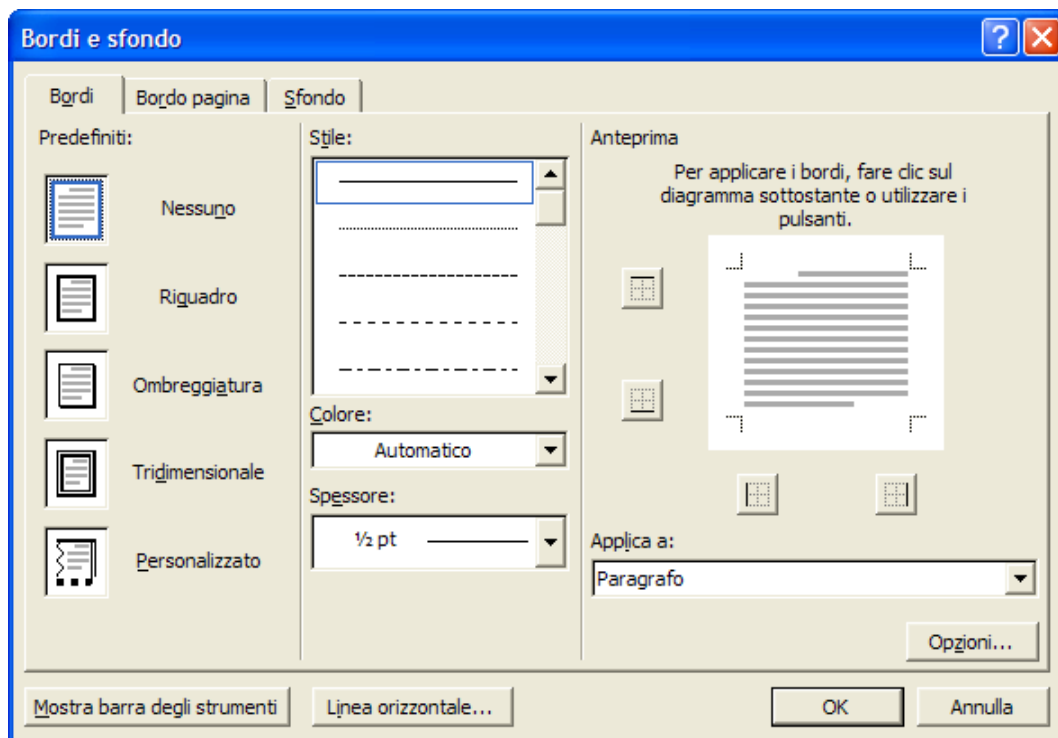 Bordi e sfondo
Bordi
Bordo pagina
Sfondo
Predefiniti:
Nessuno
Riquadro
Ombreggiatura
Tridimensionale
Personalizzato
Stile:
Colore:
Automatico
Spessore:
½ pt
Anteprima
Per applicare i bordi, fare clic sul
diagramma sottostante o utilizzare i
pulsanti.
Applica a:
Paragrafo
Opzioni...
Mostra barra degli strumenti
Linea orizzontale...
OK
Annulla